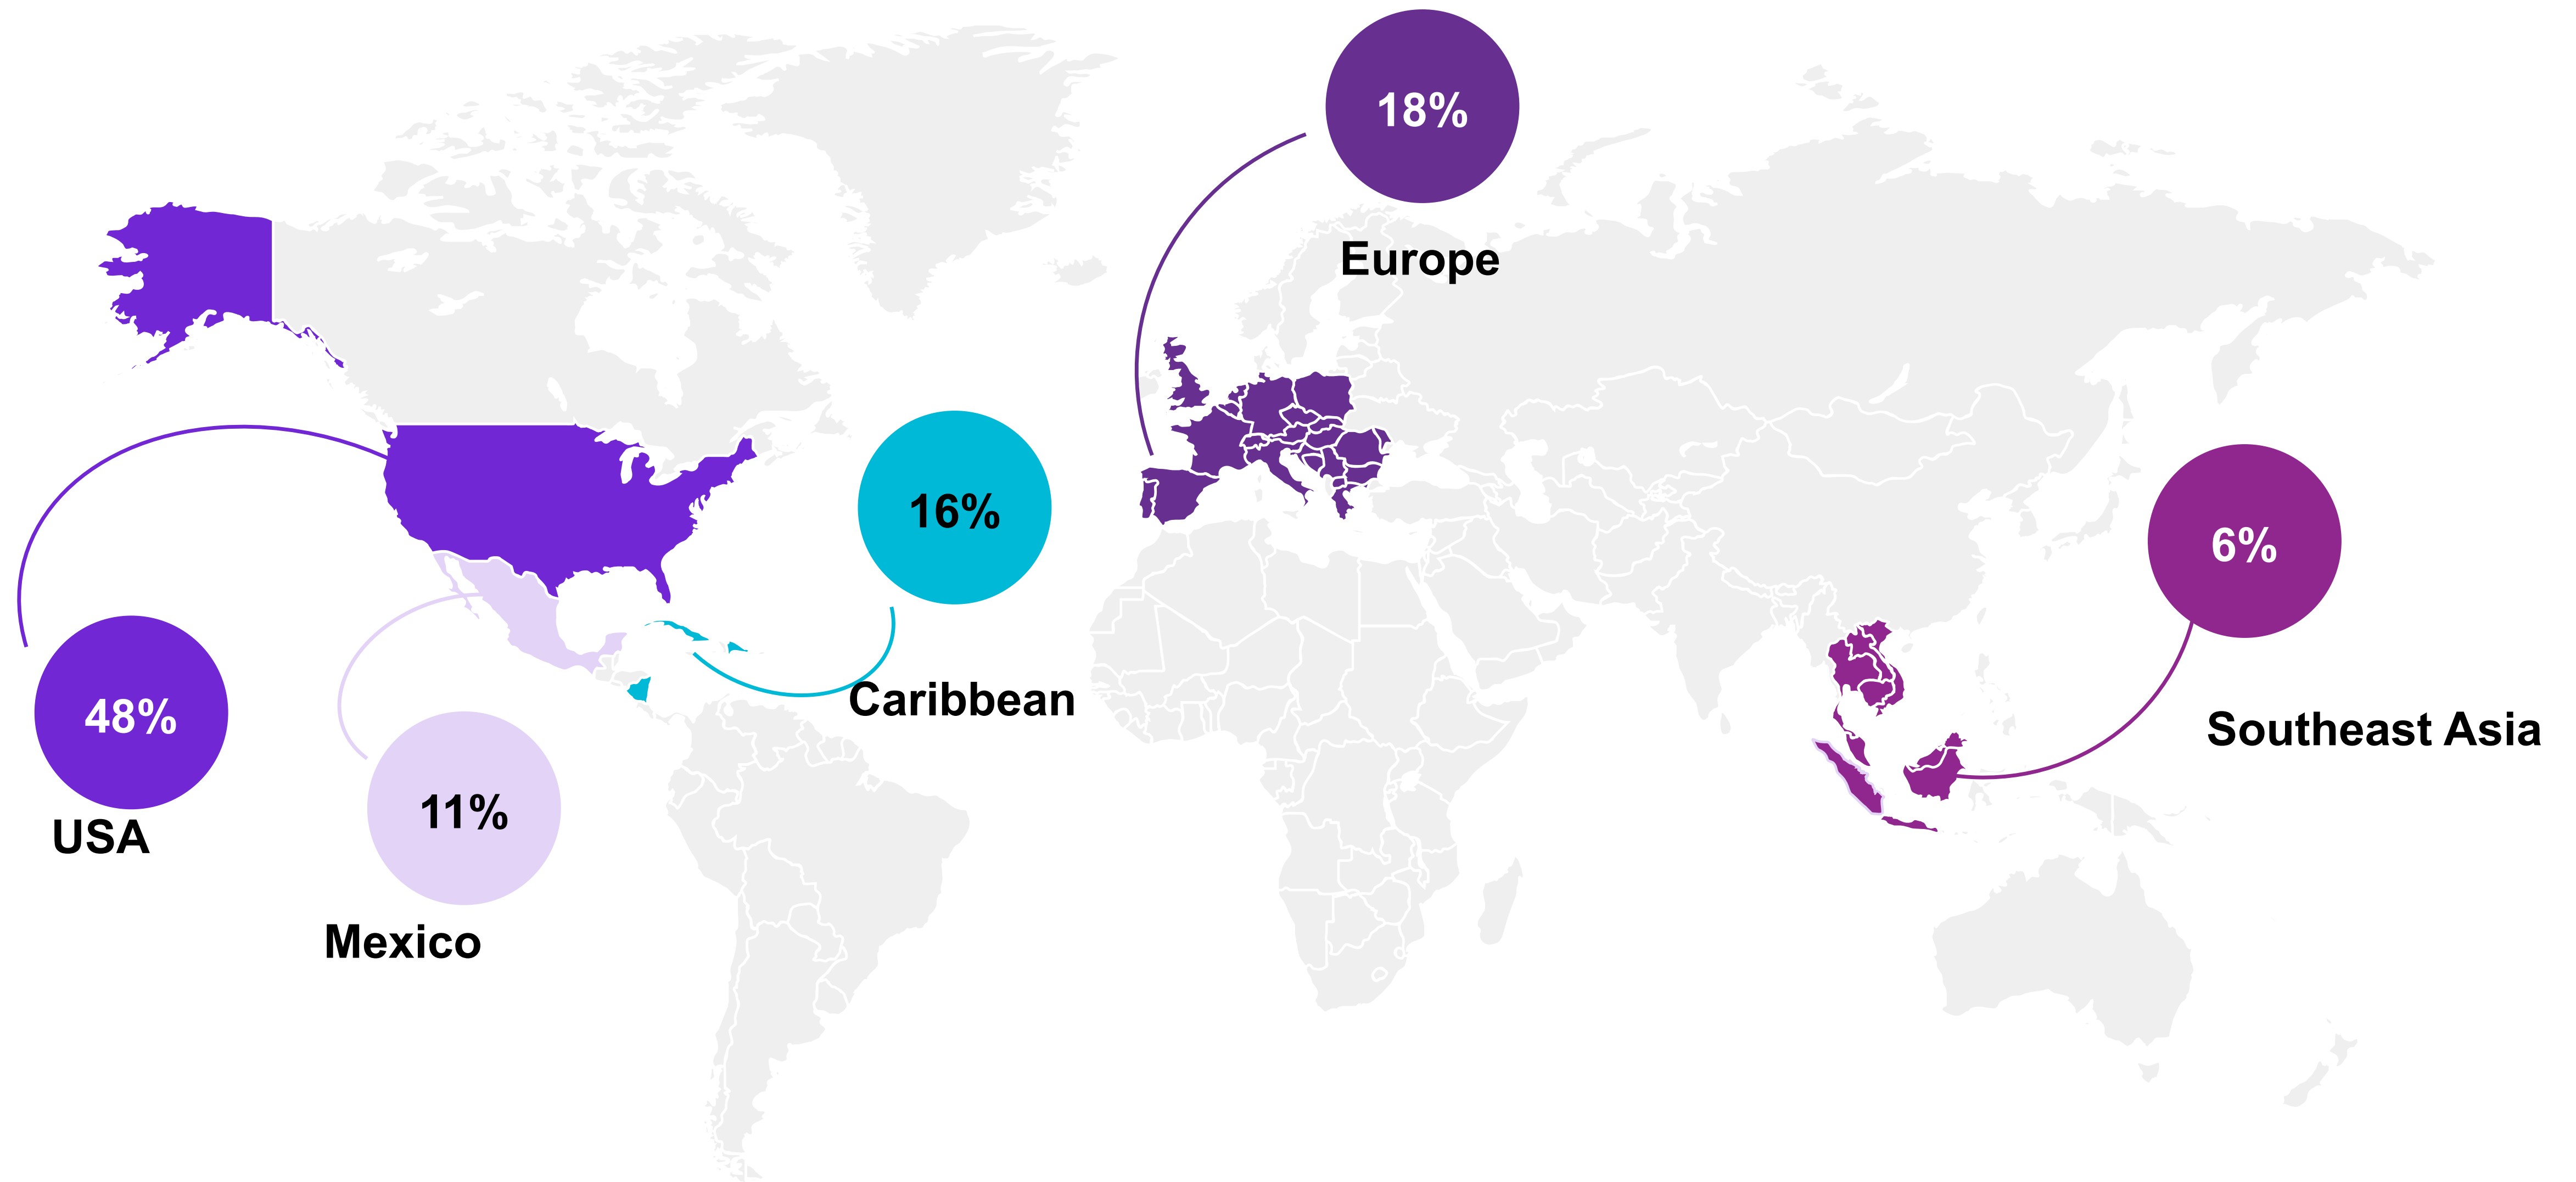 18%
Europe
16%
Caribbean
6%
Southeast Asia
48%
USA
11%
Mexico